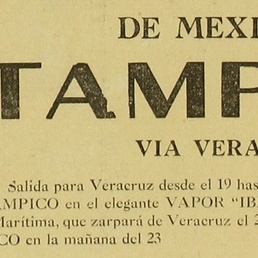 DE MEXI
TAMP
VIA VERA
Salida para Veracruz desde el 19 has
AMPICO en el elegante VAPOR "IB
Marítima, que zarpará de Veracruz el 2
CO en la mañana del 23